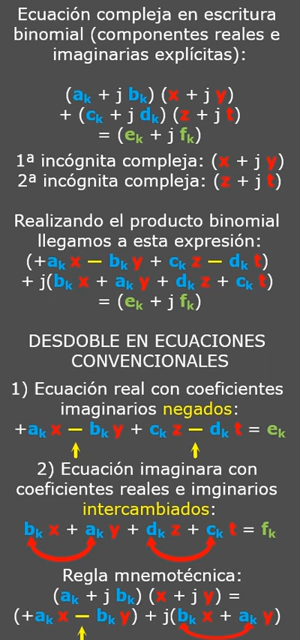 Ecuación compleja en escritura
binomial (componentes reales e
imaginarias explícitas):
(aₖ + j bₖ) (x + j y)
+ (cₖ + j dₖ) (z + j t)
= (eₖ + j fₖ)
1ª incógnita compleja: (x + j y)
2ª incógnita compleja: (z + j t)
Realizando el producto binomial
llegamos a esta expresión:
(+aₖ x − bₖ y + cₖ z − dₖ t)
+ j(bₖ x + aₖ y + dₖ z + cₖ t)
= (eₖ + j fₖ)
DESDOBLE EN ECUACIONES
CONVENCIONALES
1) Ecuación real con coeficientes
imaginarios negados:
+aₖ x − bₖ y + cₖ z − dₖ t = eₖ
2) Ecuación imaginara con
coeficientes reales e imginarios
intercambiados:
bₖ x + aₖ y + dₖ z + cₖ t = fₖ
Regla mnemotécnica:
(aₖ + j bₖ) (x + j y) =
(+aₖ x − bₖ y) + j(bₖ x + aₖ y)